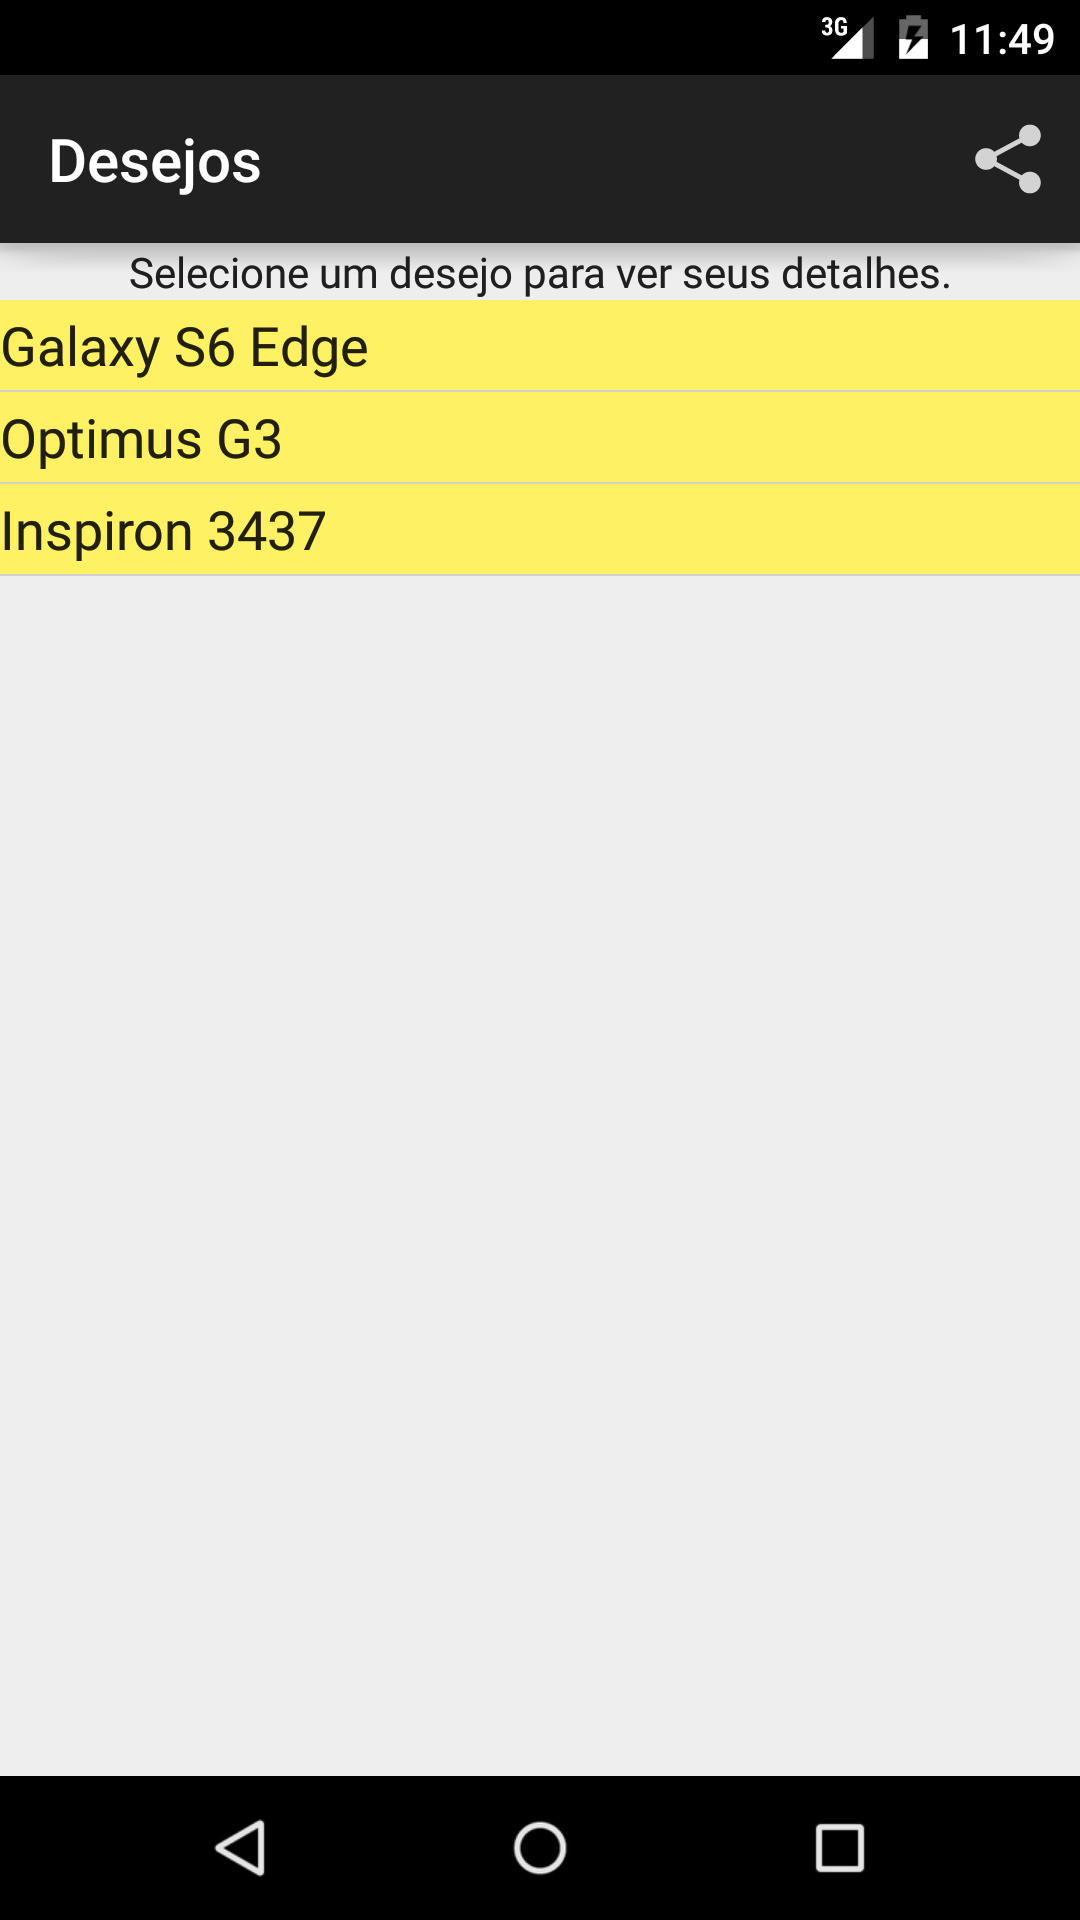 3G 11:49
Desejos
Selecione um desejo para ver seus detalhes.
Galaxy S6 Edge
Optimus G3
Inspiron 3437